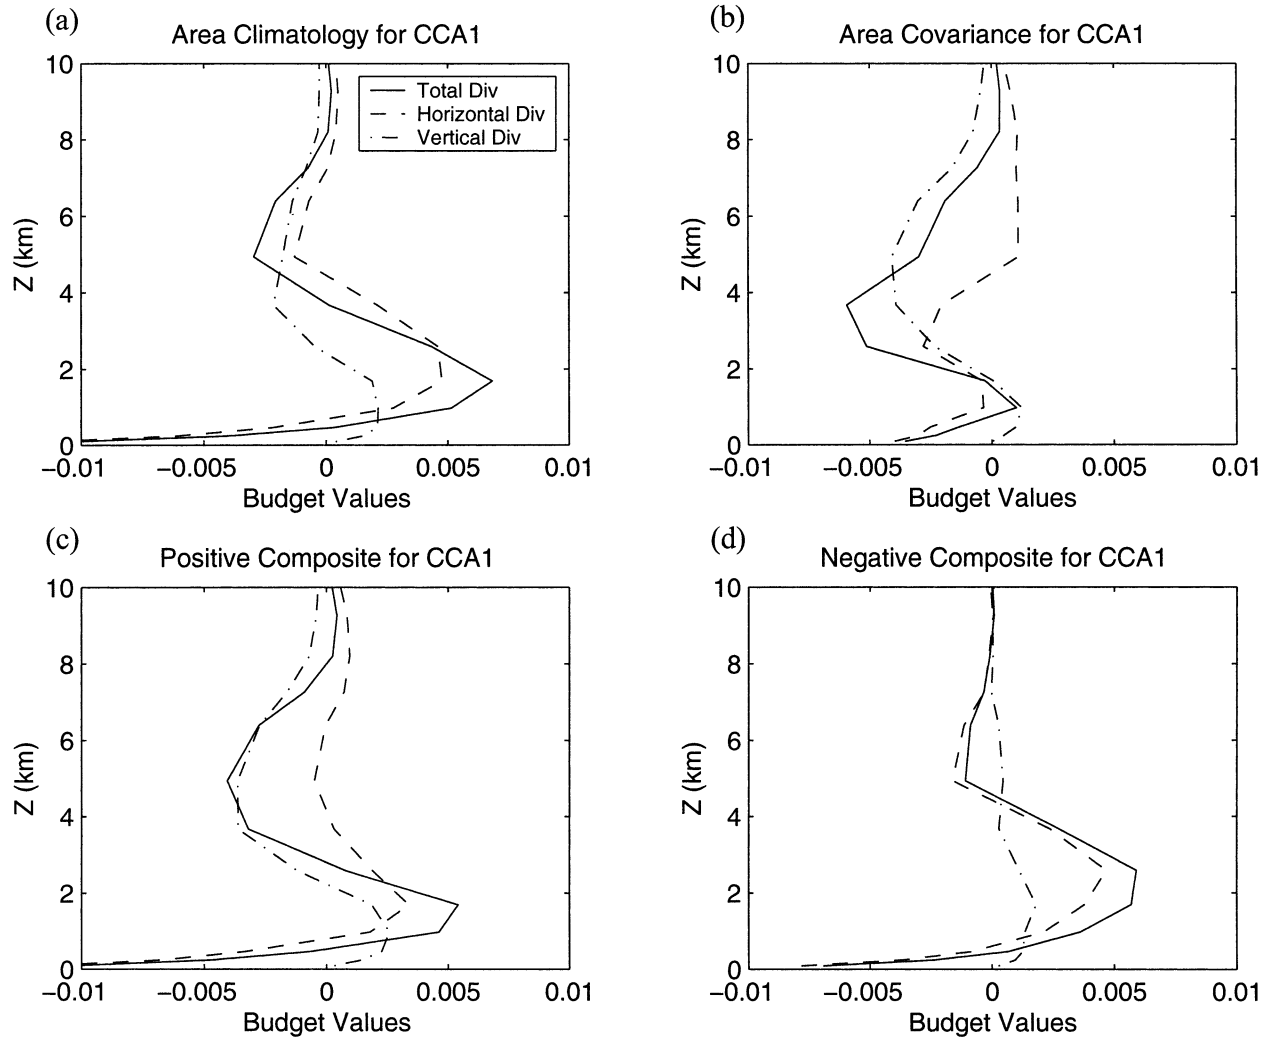 (a)
Area Climatology for CCA1
10
8
6
4
2
0
Z (km)
Total Div
Horizontal Div
Vertical Div
-0.01 -0.005 0 0.005 0.01
Budget Values
(b)
Area Covariance for CCA1
10
8
6
4
2
0
Z (km)
-0.01 -0.005 0 0.005 0.01
Budget Values
(c)
Positive Composite for CCA1
10
8
6
4
2
0
Z (km)
-0.01 -0.005 0 0.005 0.01
Budget Values
(d)
Negative Composite for CCA1
10
8
6
4
2
0
Z (km)
-0.01 -0.005 0 0.005 0.01
Budget Values